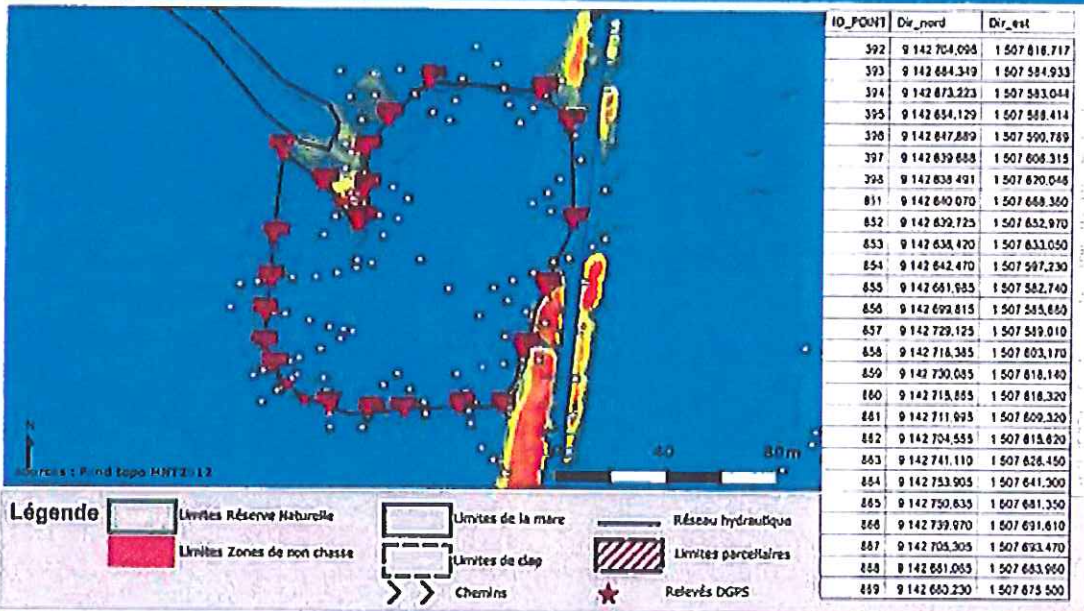 N
40 80m
Sources : Fond topo HNT2012
ID_POINT Dir_nord Dir_est
392 9 142 704,095 1 507 616,717
393 9 142 684,349 1 507 584,933
394 9 142 673,223 1 507 583,044
395 9 142 654,129 1 507 588,414
396 9 142 647,889 1 507 590,789
397 9 142 639,688 1 507 606,315
398 9 142 638,491 1 507 620,046
851 9 142 640,070 1 507 668,360
852 9 142 639,725 1 507 652,970
853 9 142 638,420 1 507 633,050
854 9 142 642,470 1 507 597,230
855 9 142 661,985 1 507 582,740
856 9 142 699,815 1 507 585,660
857 9 142 729,125 1 507 589,010
858 9 142 718,385 1 507 603,170
859 9 142 730,085 1 507 618,140
860 9 142 715,865 1 507 618,320
861 9 142 711,995 1 507 609,320
862 9 142 704,555 1 507 615,620
863 9 142 741,110 1 507 626,450
864 9 142 753,905 1 507 641,300
865 9 142 750,635 1 507 681,350
866 9 142 739,970 1 507 691,610
867 9 142 705,305 1 507 693,470
868 9 142 681,065 1 507 683,960
869 9 142 660,230 1 507 675,500
Légende
Limites Réserve Naturelle
Limites de la mare
Réseau hydraulique
Limites Zones de non chasse
Limites de clap
Limites parcellaires
Chemins
Relevés DGPS